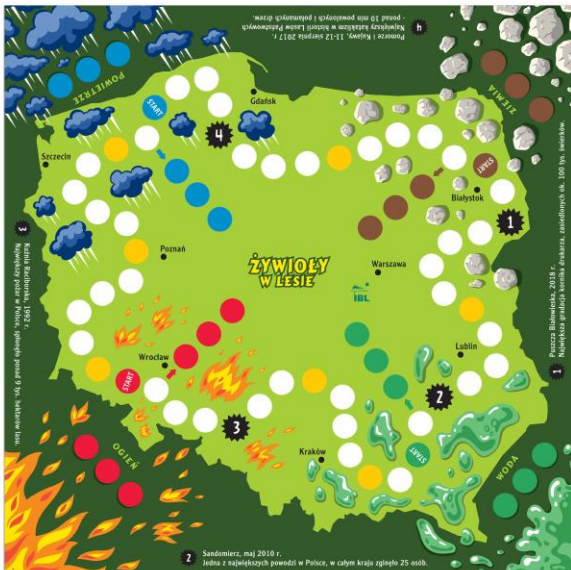 Pomorze i Kujawy, 11-12 sierpnia 2017 r.
Największy kataklizm w historii Lasów Państwowych
- ponad 10 mln powalonych i połamanych drzew.
4
POWIETRZE
ZIEMIA
START
Gdańsk
4
START
Szczecin
Białystok
1
Poznań
ŻYWIOŁY
W LESIE
Warszawa
IBL
3
Kuźnia Raciborska, 1992 r.
Największy pożar w Polsce, spłonęło ponad 9 tys. hektarów lasu.
1
Puszcza Białowieska, 2018 r.
Największa gradacja kornika drukarza, zasiedlonych ok. 100 tys. świerków.
Wrocław
START
Lublin
2
3
START
Kraków
OGIEŃ
WODA
2
Sandomierz, maj 2010 r.
Jedna z największych powodzi w Polsce, w całym kraju zginęło 25 osób.